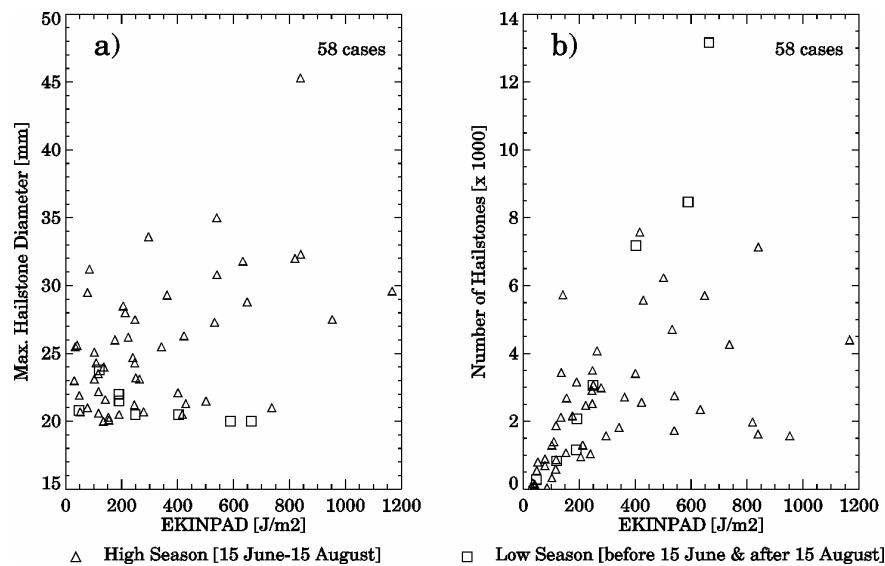 a)
58 cases
50
45
40
35
30
25
20
15
Max. Hailstone Diameter [mm]
0 200 400 600 800 1000 1200
EKINPAD [J/m2]
b)
58 cases
14
12
10
8
6
4
2
0
Number of Hailstones [x 1000]
0 200 400 600 800 1000 1200
EKINPAD [J/m2]
High Season [15 June-15 August]
Low Season [before 15 June & after 15 August]